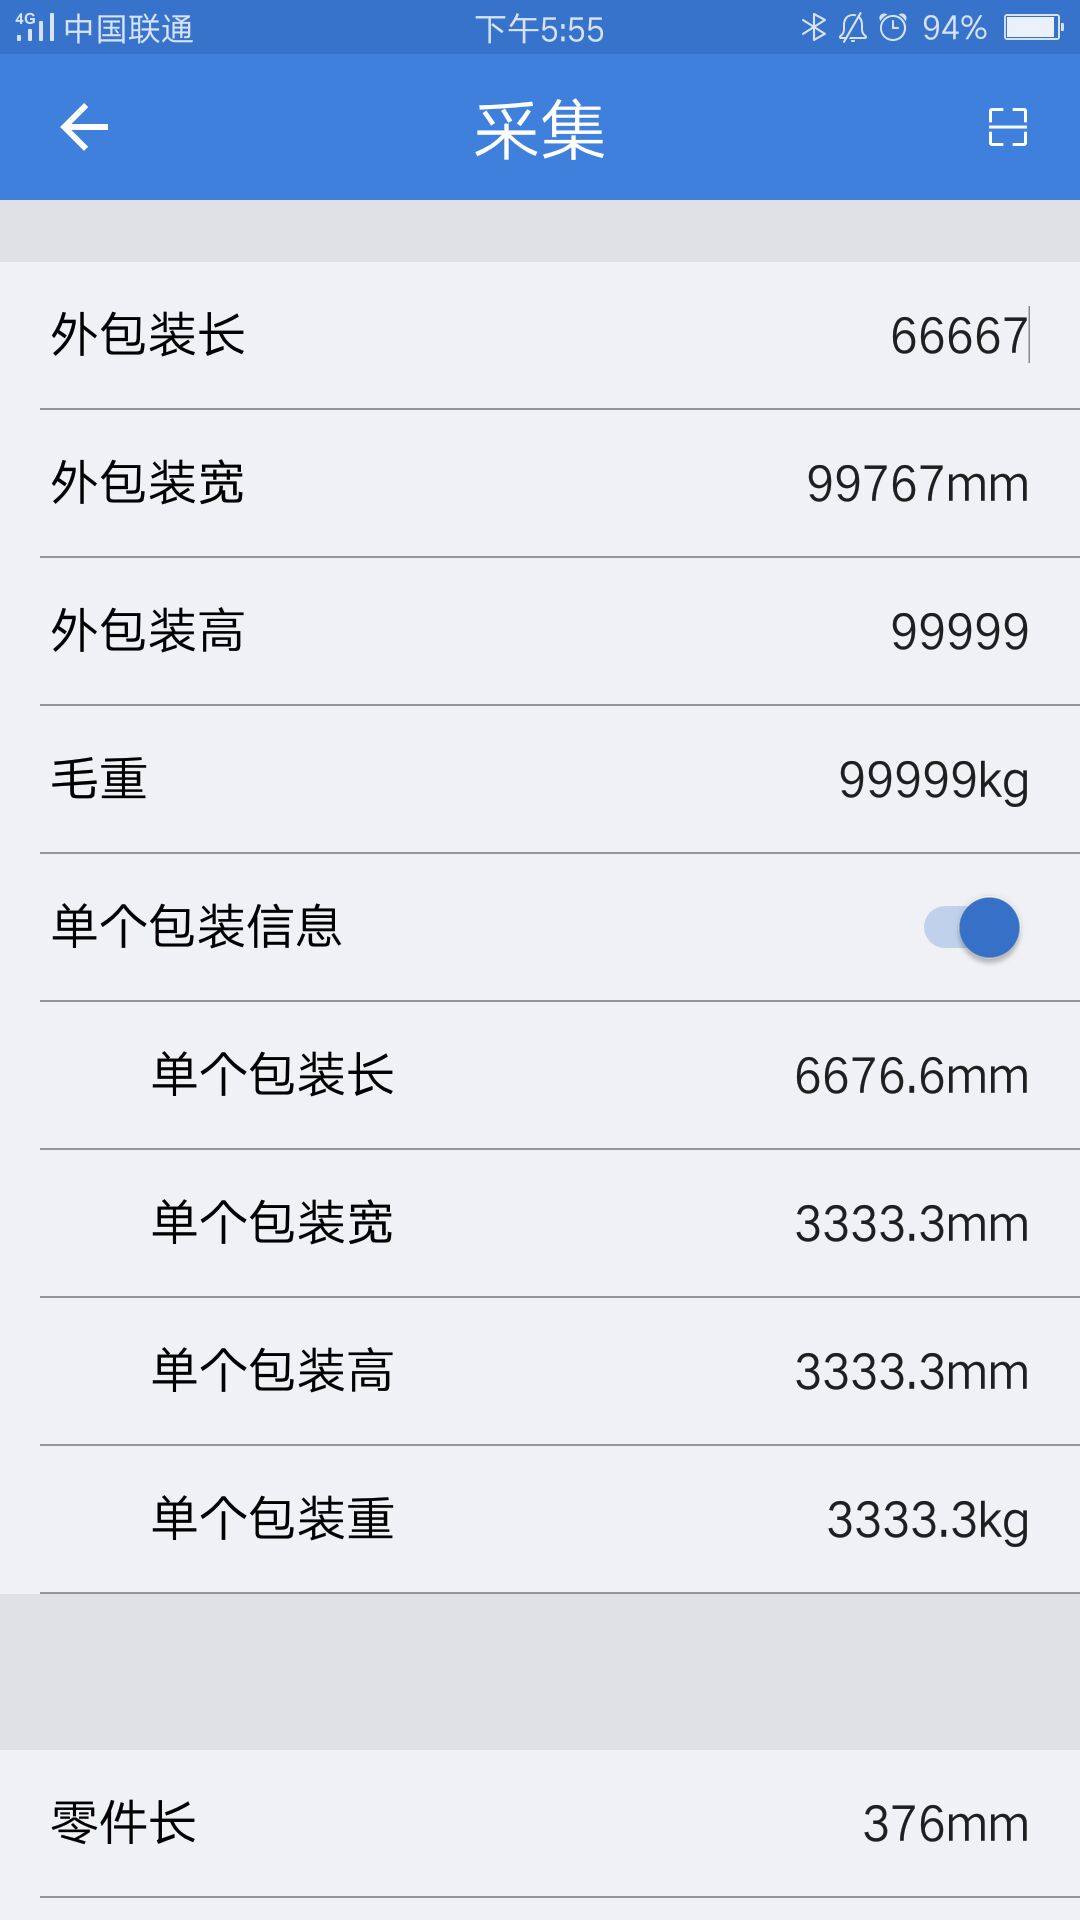 4G 中国联通 下午5:55 94%
采集
外包装长 66667
外包装宽 99767mm
外包装高 99999
毛重 99999kg
单个包装信息
单个包装长 6676.6mm
单个包装宽 3333.3mm
单个包装高 3333.3mm
单个包装重 3333.3kg
零件长 376mm